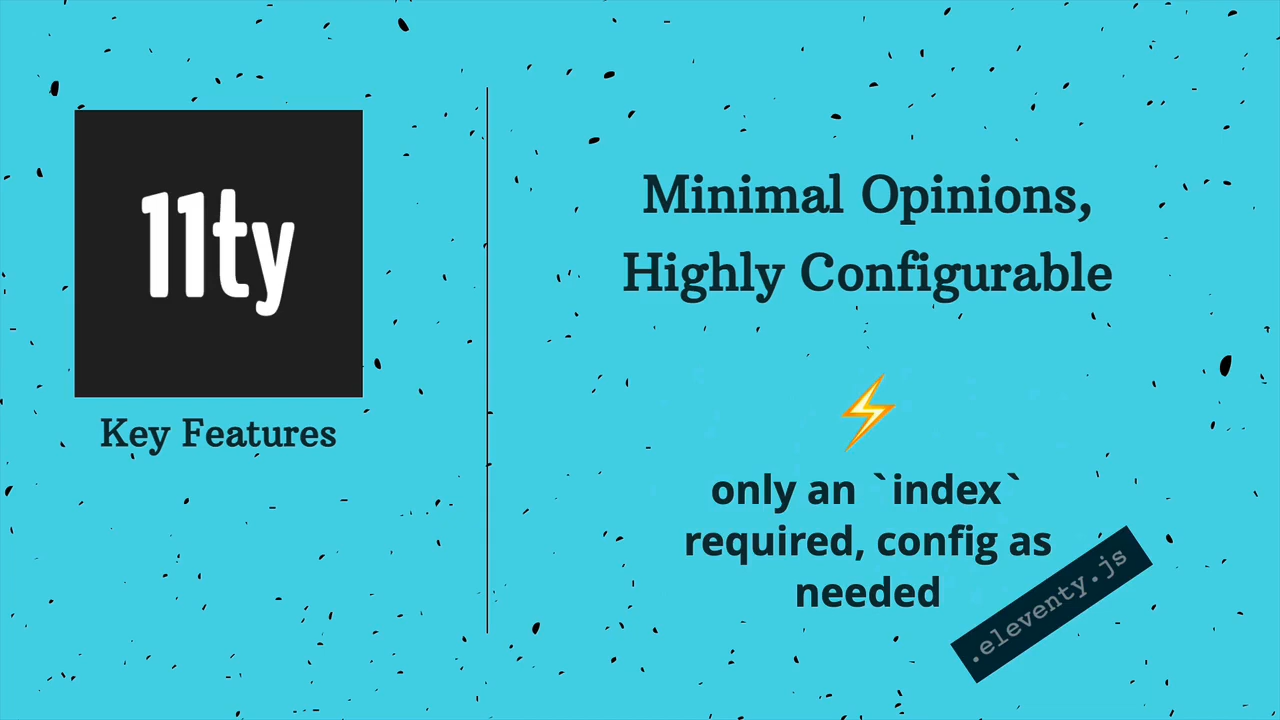 11ty
Key Features
Minimal Opinions,
Highly Configurable
only an `index`
required, config as
needed
.eleventy.js